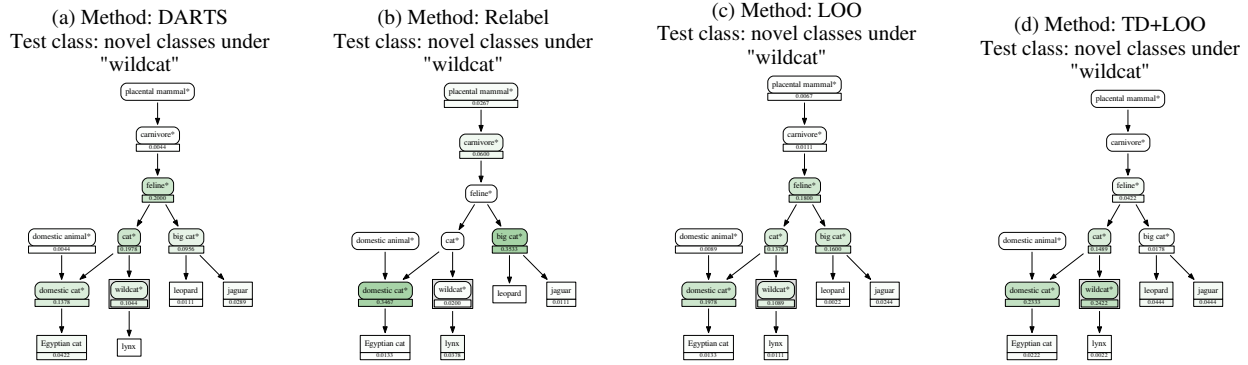 (a) Method: DARTS
Test class: novel classes under
"wildcat"
placental mammal*
carnivore*
0.0044
feline*
0.2000
domestic animal* cat* big cat*
0.0044 0.1978 0.0956
domestic cat* wildcat* leopard jaguar
0.1378 0.1044 0.0111 0.0289
Egyptian cat lynx
0.0422
(b) Method: Relabel
Test class: novel classes under
"wildcat"
placental mammal*
0.0267
carnivore*
0.0600
feline*
domestic animal* cat* big cat*
0.3533
domestic cat* wildcat* leopard jaguar
0.3467 0.0200 0.0111
Egyptian cat lynx
0.0133 0.0378
(c) Method: LOO
Test class: novel classes under
"wildcat"
placental mammal*
0.0067
carnivore*
0.0111
feline*
0.1800
domestic animal* cat* big cat*
0.0089 0.1378 0.1600
domestic cat* wildcat* leopard jaguar
0.1978 0.1089 0.0022 0.0244
Egyptian cat lynx
0.0133 0.0111
(d) Method: TD+LOO
Test class: novel classes under
"wildcat"
placental mammal*
carnivore*
feline*
0.0422
domestic animal* cat* big cat*
0.1489 0.0178
domestic cat* wildcat* leopard jaguar
0.2333 0.2422 0.0444 0.0444
Egyptian cat lynx
0.0222 0.0022